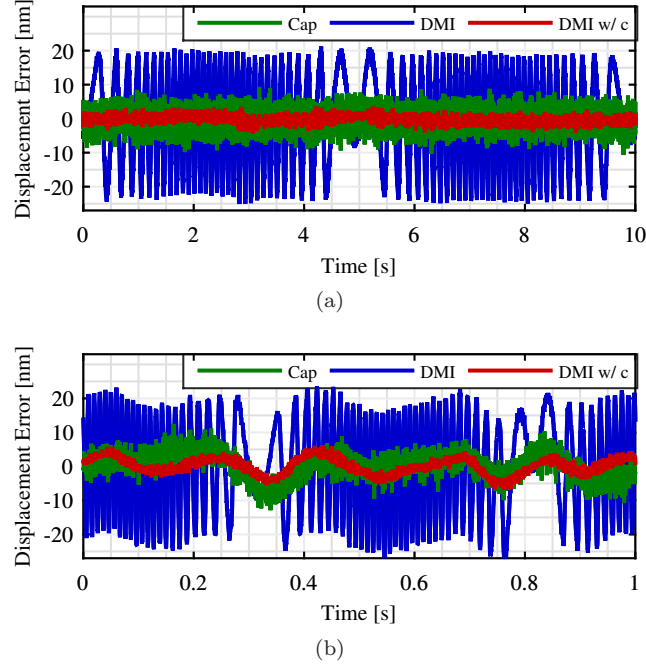 Cap DMI DMI w/ c
Displacement Error [nm]
20
10
0
-10
-20
0 2 4 6 8 10
Time [s]
(a)
Cap DMI DMI w/ c
Displacement Error [nm]
20
10
0
-10
-20
0 0.2 0.4 0.6 0.8 1
Time [s]
(b)